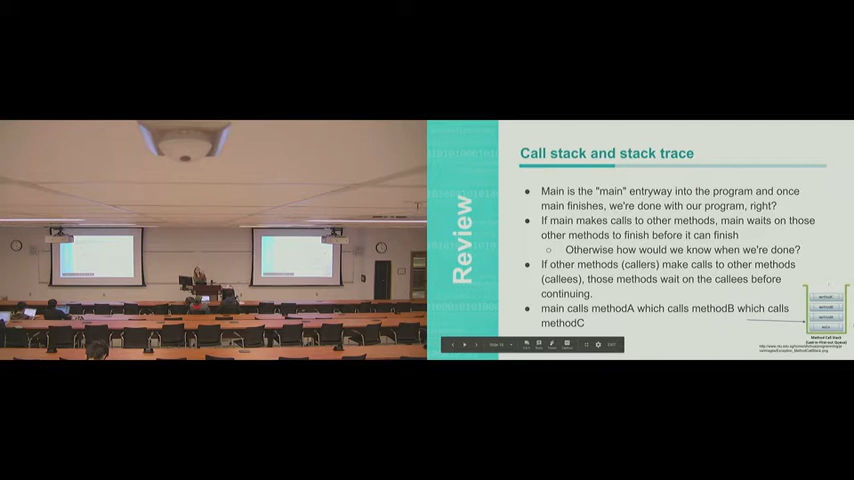 Review
Call stack and stack trace
● Main is the "main" entryway into the program and once
main finishes, we're done with our program, right?
● If main makes calls to other methods, main waits on those
other methods to finish before it can finish
○ Otherwise how would we know when we're done?
● If other methods (callers) make calls to other methods
(callees), those methods wait on the callees before
continuing.
● main calls methodA which calls methodB which calls
methodC
Method Call Stack